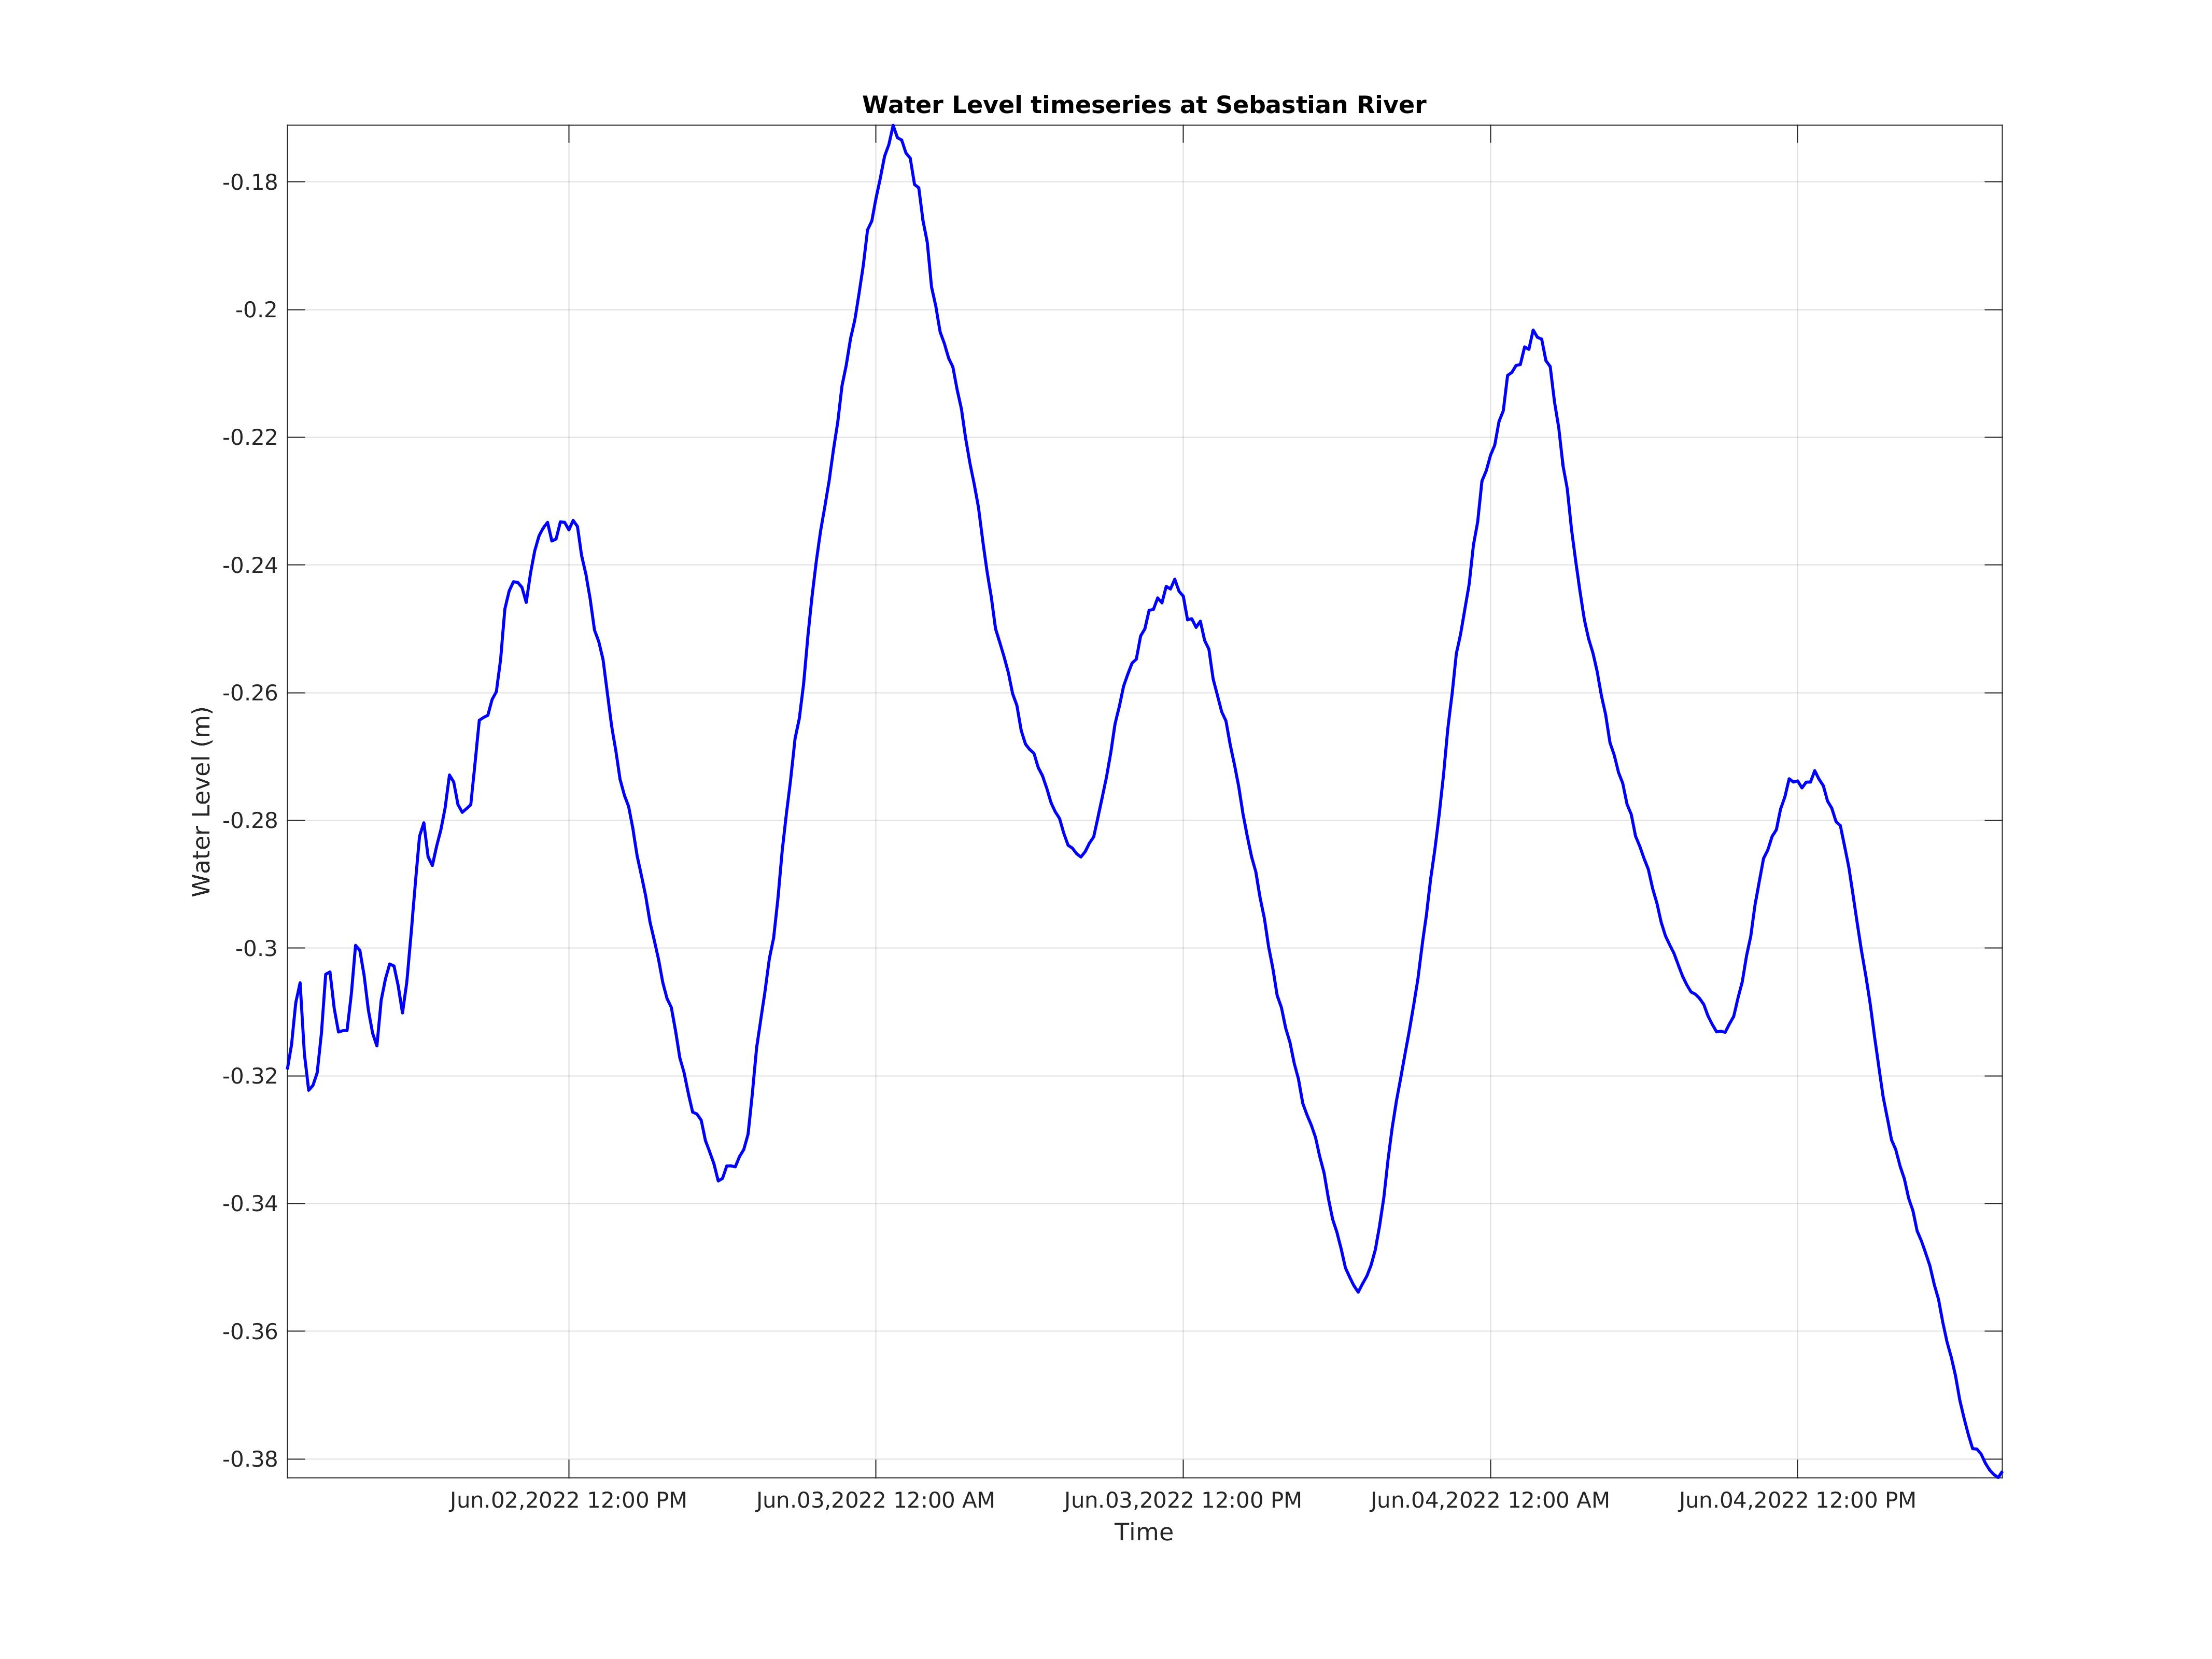 Water Level timeseries at Sebastian River
-0.18
-0.2
-0.22
-0.24
-0.26
-0.28
-0.3
-0.32
-0.34
-0.36
-0.38
Water Level (m)
Jun.02,2022 12:00 PM
Jun.03,2022 12:00 AM
Jun.03,2022 12:00 PM
Jun.04,2022 12:00 AM
Jun.04,2022 12:00 PM
Time